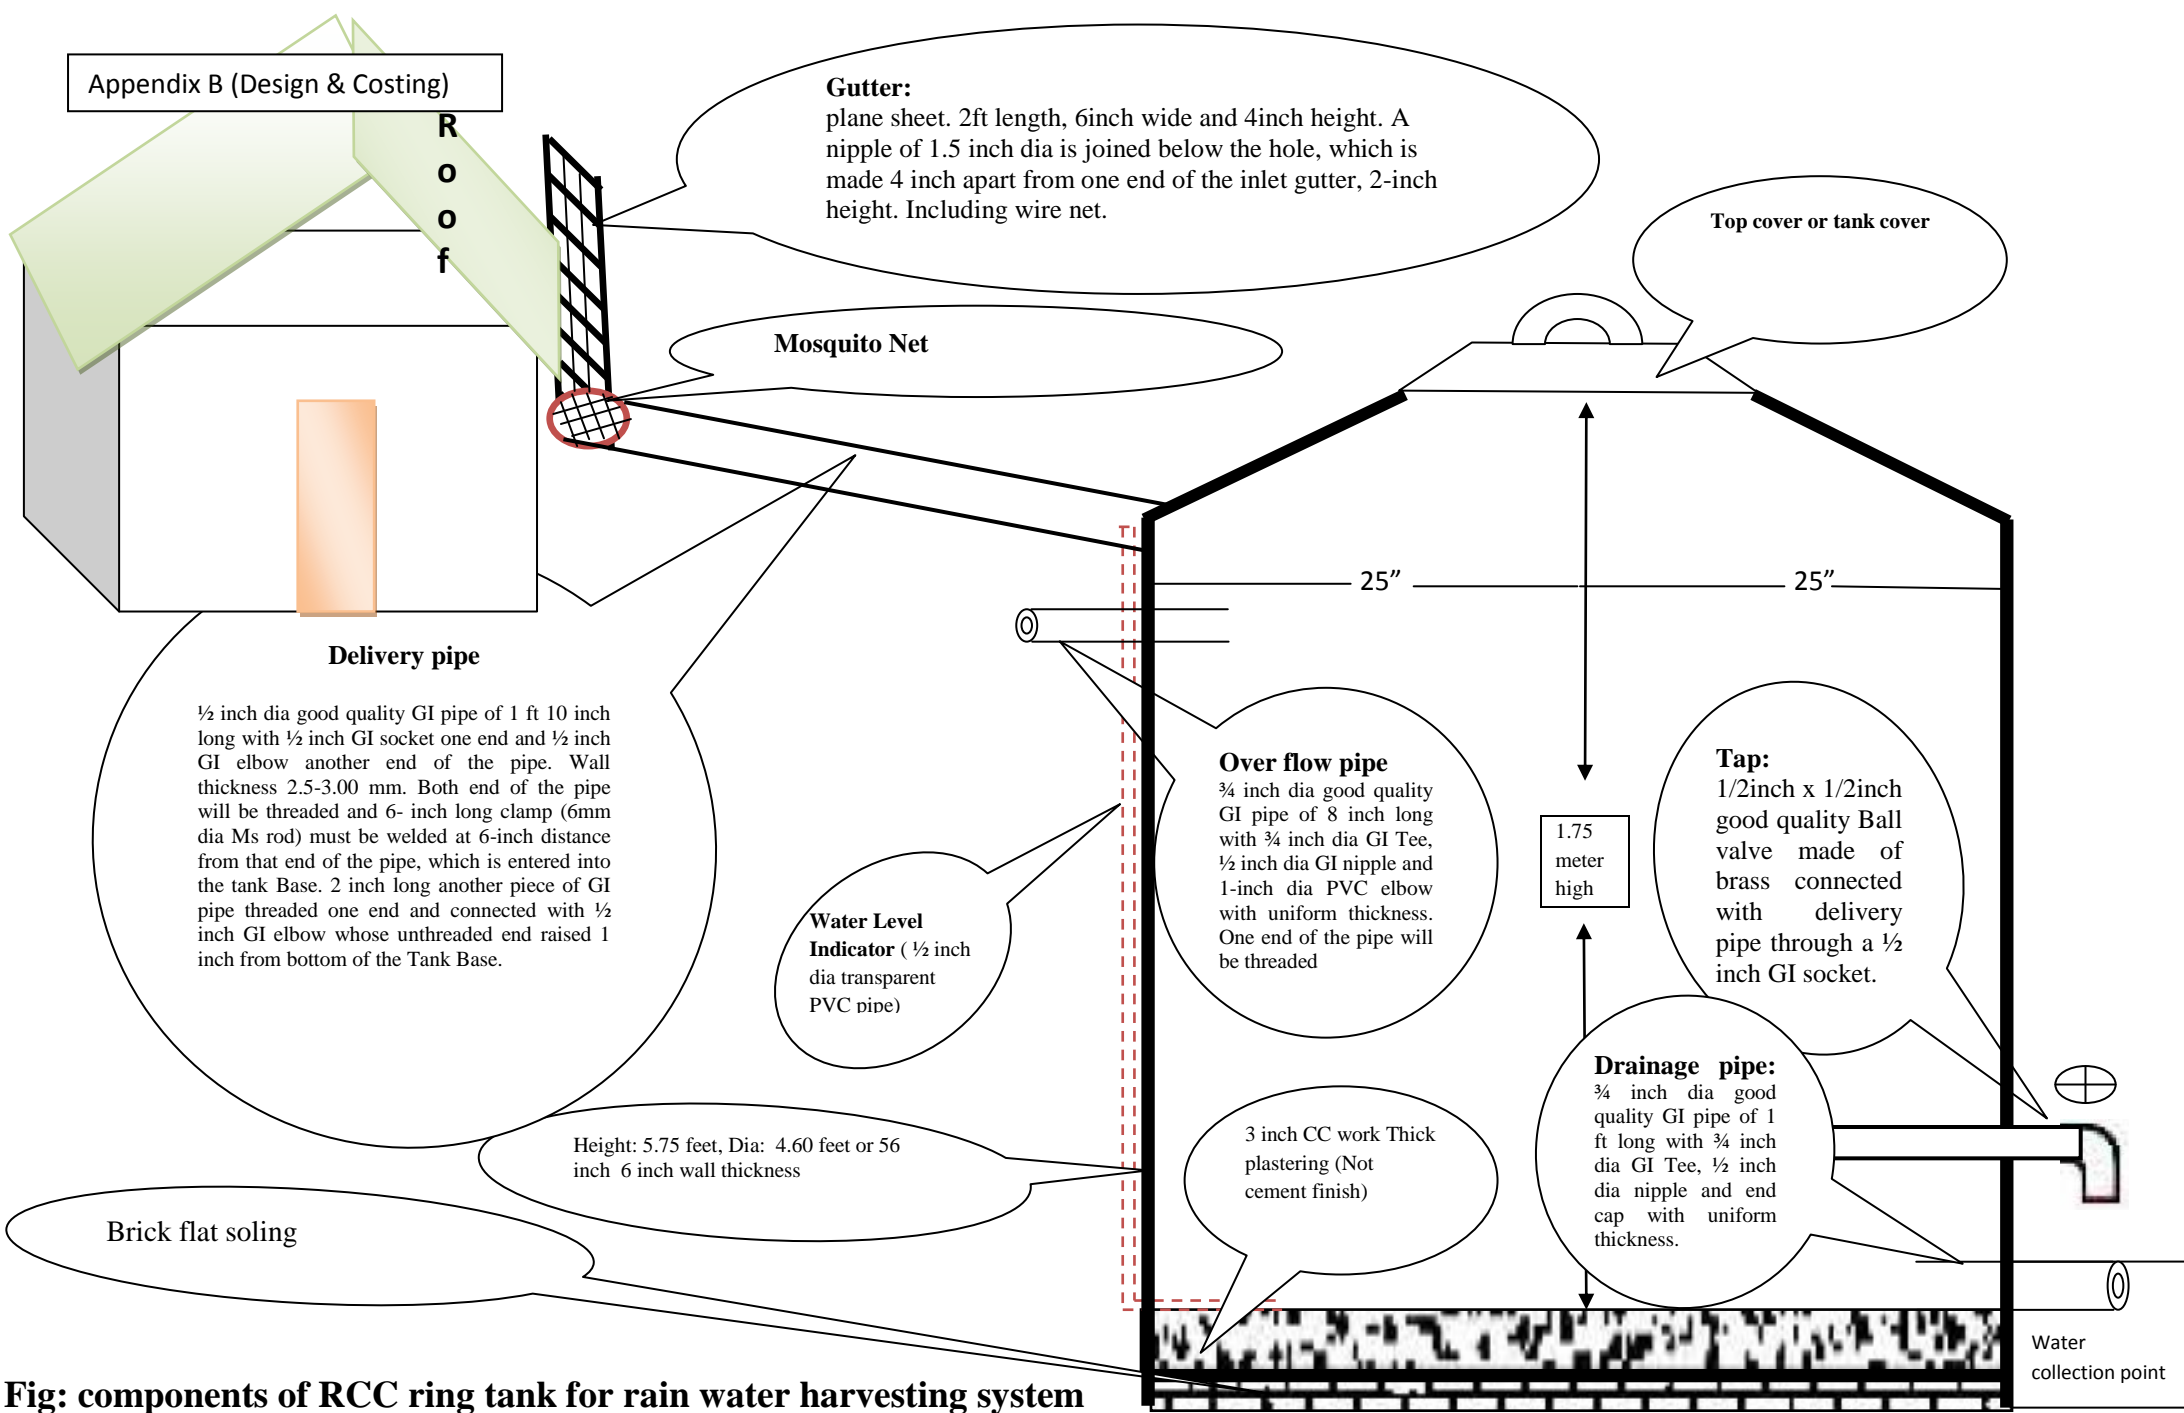 Appendix B (Design & Costing)
R
o
o
f
Gutter:
plane sheet. 2ft length, 6inch wide and 4inch height. A
nipple of 1.5 inch dia is joined below the hole, which is
made 4 inch apart from one end of the inlet gutter, 2-inch
height. Including wire net.
Top cover or tank cover
Mosquito Net
25”
25”
Delivery pipe
½ inch dia good quality GI pipe of 1 ft 10 inch
long with ½ inch GI socket one end and ½ inch
GI elbow another end of the pipe. Wall
thickness 2.5-3.00 mm. Both end of the pipe
will be threaded and 6- inch long clamp (6mm
dia Ms rod) must be welded at 6-inch distance
from that end of the pipe, which is entered into
the tank Base. 2 inch long another piece of GI
pipe threaded one end and connected with ½
inch GI elbow whose unthreaded end raised 1
inch from bottom of the Tank Base.
Over flow pipe
¾ inch dia good quality
GI pipe of 8 inch long
with ¾ inch dia GI Tee,
½ inch dia GI nipple and
1-inch dia PVC elbow
with uniform thickness.
One end of the pipe will
be threaded
1.75
meter
high
Tap:
1/2inch x 1/2inch
good quality Ball
valve made of
brass connected
with delivery
pipe through a ½
inch GI socket.
Water Level
Indicator ( ½ inch
dia transparent
PVC pipe)
Drainage pipe:
¾ inch dia good
quality GI pipe of 1
ft long with ¾ inch
dia GI Tee, ½ inch
dia nipple and end
cap with uniform
thickness.
Height: 5.75 feet, Dia: 4.60 feet or 56
inch 6 inch wall thickness
3 inch CC work Thick
plastering (Not
cement finish)
Brick flat soling
Water
collection point
Fig: components of RCC ring tank for rain water harvesting system